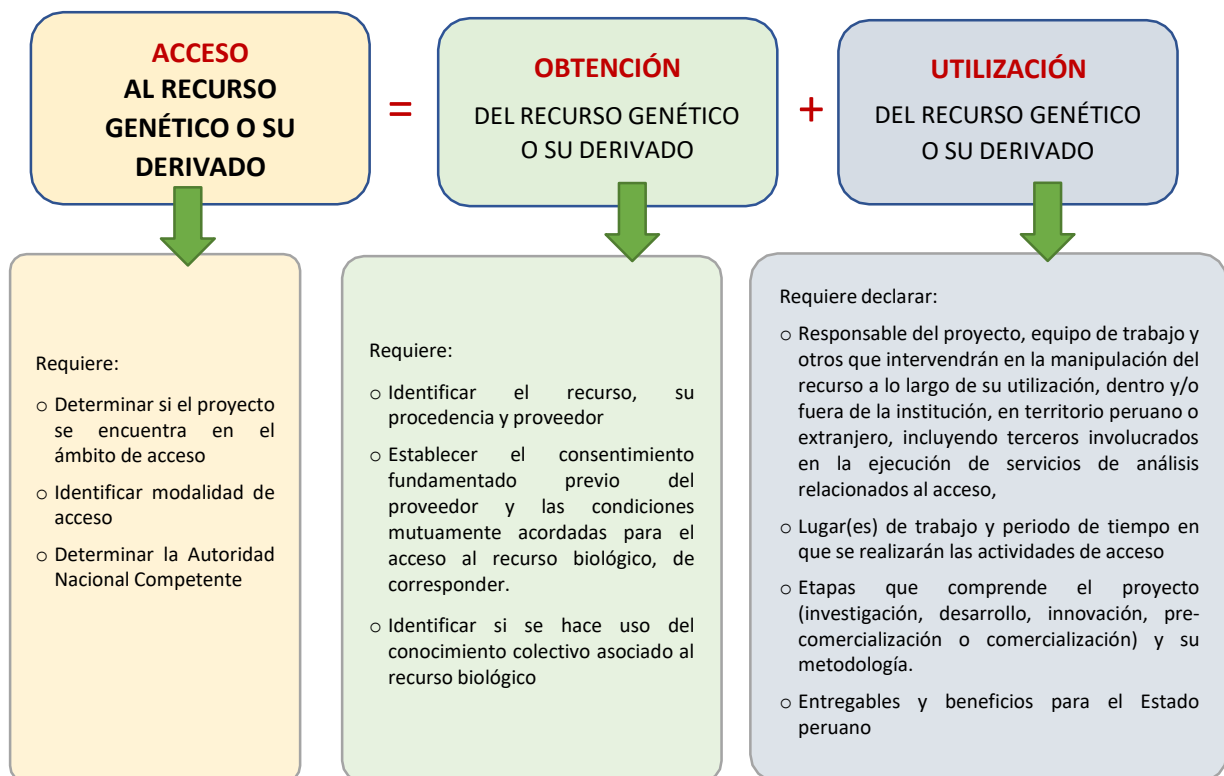 ACCESO
AL RECURSO
GENÉTICO O SU
DERIVADO
=
OBTENCIÓN
DEL RECURSO GENÉTICO
O SU DERIVADO
+
UTILIZACIÓN
DEL RECURSO GENÉTICO
O SU DERIVADO
Requiere:
o Determinar si el proyecto
se encuentra en el
ámbito de acceso
o Identificar modalidad de
acceso
o Determinar la Autoridad
Nacional Competente
Requiere:
o Identificar el recurso, su
procedencia y proveedor
o Establecer el consentimiento
fundamentado previo del
proveedor y las condiciones
mutuamente acordadas para el
acceso al recurso biológico, de
corresponder.
o Identificar si se hace uso del
conocimiento colectivo asociado al
recurso biológico
Requiere declarar:
o Responsable del proyecto, equipo de trabajo y
otros que intervendrán en la manipulación del
recurso a lo largo de su utilización, dentro y/o
fuera de la institución, en territorio peruano o
extranjero, incluyendo terceros involucrados
en la ejecución de servicios de análisis
relacionados al acceso,
o Lugar(es) de trabajo y periodo de tiempo en
que se realizarán las actividades de acceso
o Etapas que comprende el proyecto
(investigación, desarrollo, innovación, pre-
comercialización o comercialización) y su
metodología.
o Entregables y beneficios para el Estado
peruano